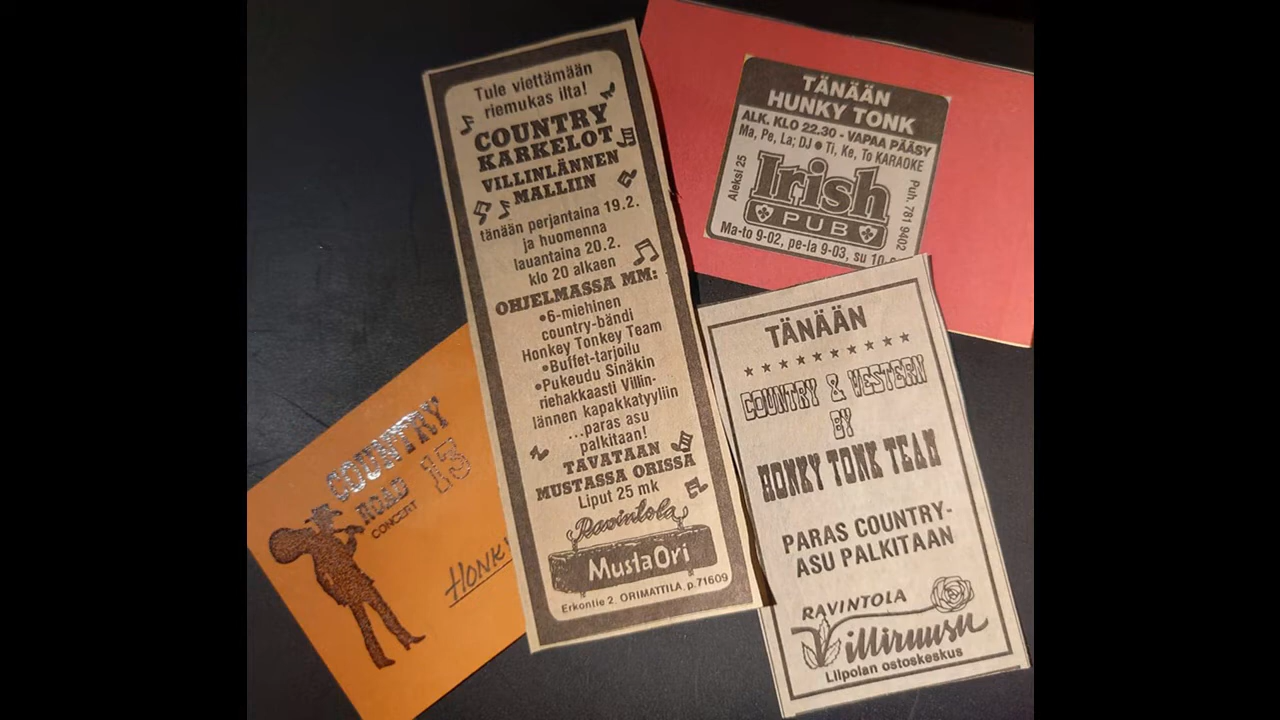 Tule viettämään
riemukas ilta!
COUNTRY
KARKELOT
VILLINLÄNNEN
MALLIIN
tänään perjantaina 19.2.
ja huomenna
lauantaina 20.2.
klo 20 alkaen
OHJELMASSA MM:
•6-miehinen
country-bändi
Honkey Tonkey Team
•Buffet-tarjoilu
•Pukeudu Sinäkin
riehakkaasti Villin-
lännen kapakkatyyliin
...paras asu
palkitaan!
TAVATAAN
MUSTASSA ORISSA
Liput 25 mk
Ravintola
MustaOri
Erkontie 2, ORIMATTILA, p.71609
TÄNÄÄN
HUNKY TONK
ALK. KLO 22.30 - VAPAA PÄÄSY
Ma, Pe, La; DJ • Ti, Ke, To KARAOKE
Aleksi 25
Irish
PUB
Puh. 781 9402
Ma-to 9-02, pe-la 9-03, su 10-
TÄNÄÄN
COUNTRY & WESTERN
BY
HONKY TONK TEAM
PARAS COUNTRY-
ASU PALKITAAN
RAVINTOLA
Villiruusu
Liipolan ostoskeskus
COUNTRY
ROAD 13
CONCERT
HONKY